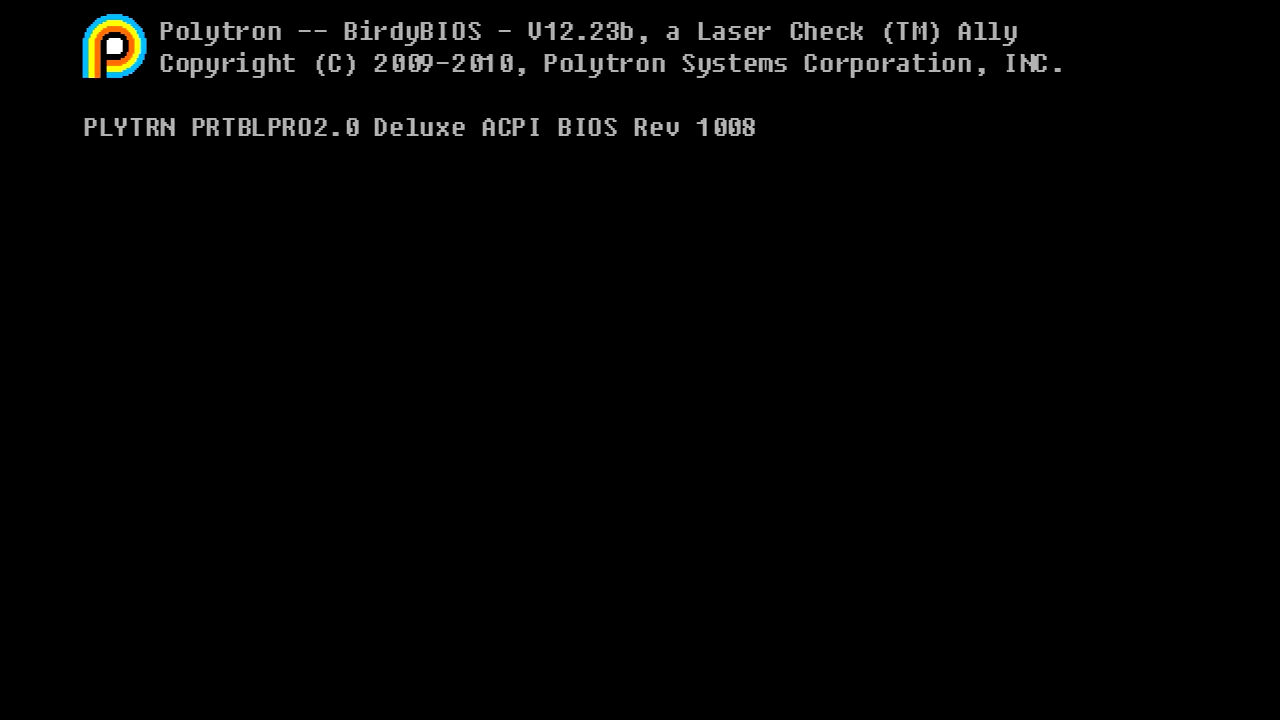 Polytron -- BirdyBIOS - V12.23b, a Laser Check (TM) Ally
Copyright (C) 2009-2010, Polytron Systems Corporation, INC.
PLYTRN PRTBLPRO2.0 Deluxe ACPI BIOS Rev 1008